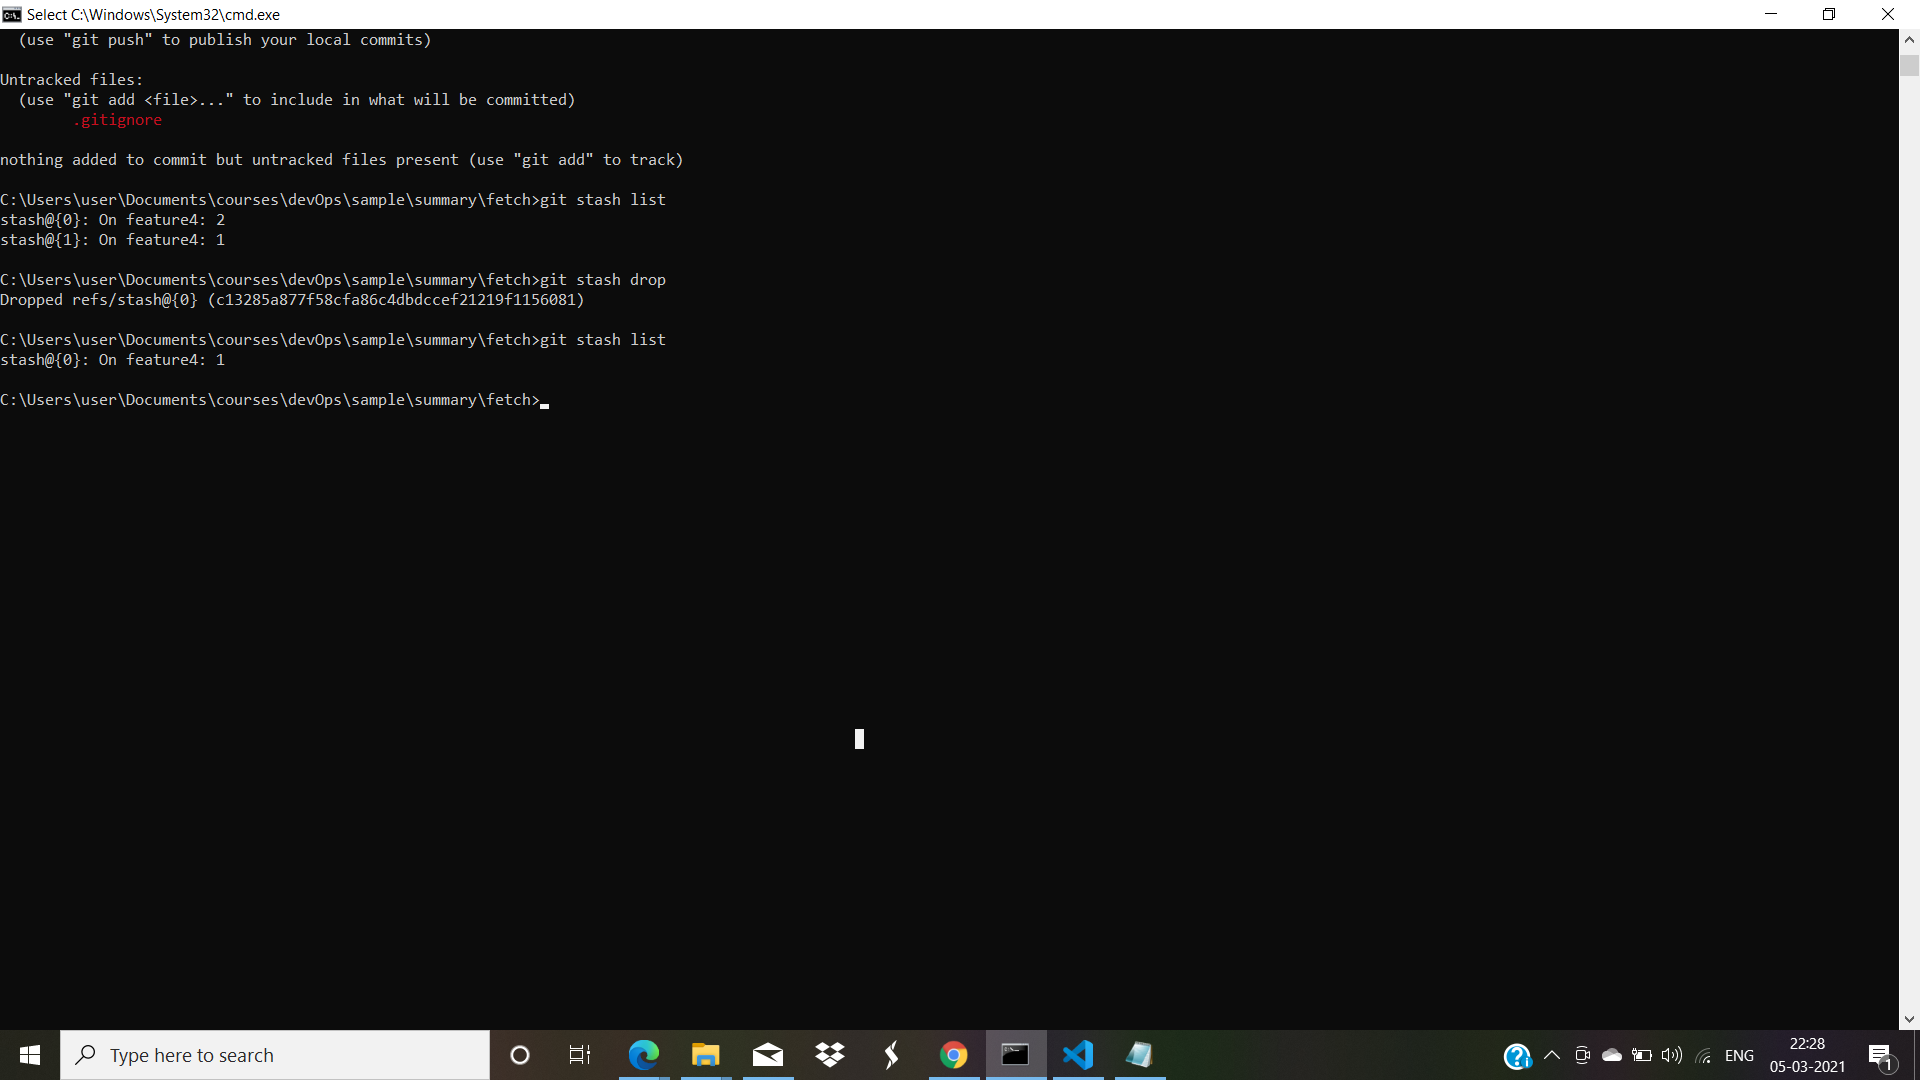 Select C:\Windows\System32\cmd.exe
(use "git push" to publish your local commits)
Untracked files:
(use "git add <file>..." to include in what will be committed)
.gitignore
nothing added to commit but untracked files present (use "git add" to track)
C:\Users\user\Documents\courses\devOps\sample\summary\fetch>git stash list
stash@{0}: On feature4: 2
stash@{1}: On feature4: 1
C:\Users\user\Documents\courses\devOps\sample\summary\fetch>git stash drop
Dropped refs/stash@{0} (c13285a877f58cfa86c4dbdccef21219f1156081)
C:\Users\user\Documents\courses\devOps\sample\summary\fetch>git stash list
stash@{0}: On feature4: 1
C:\Users\user\Documents\courses\devOps\sample\summary\fetch>
Type here to search
ENG
22:28
05-03-2021
1